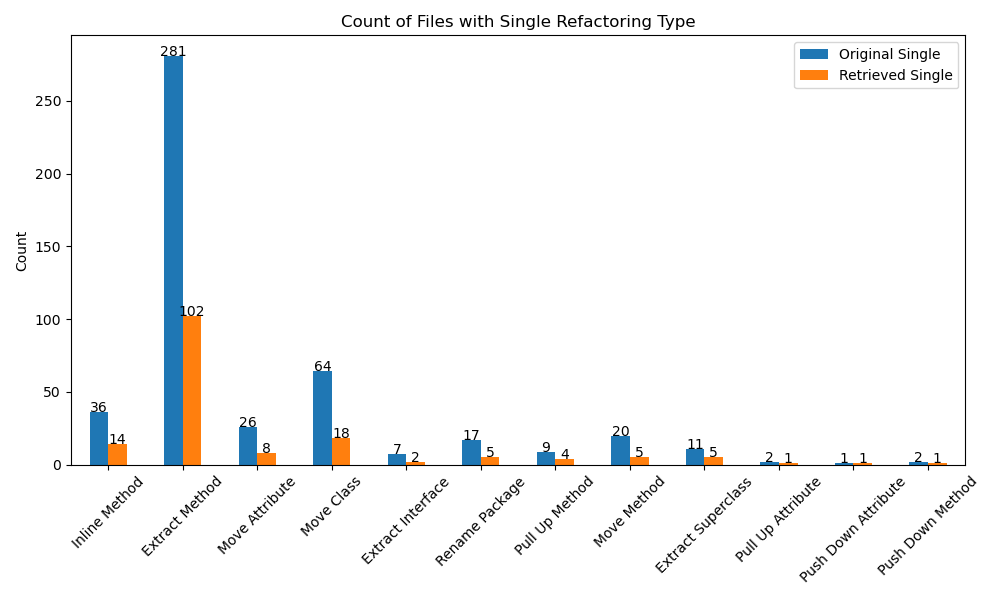 Count of Files with Single Refactoring Type
Original Single
Retrieved Single
Count
250
200
150
100
50
0
281
102
64
36
14
26
8
18
7
2
17
5
9
4
20
5
11
5
2
1
1
1
2
1
Inline Method
Extract Method
Move Attribute
Move Class
Extract Interface
Rename Package
Pull Up Method
Move Method
Extract Superclass
Pull Up Attribute
Push Down Attribute
Push Down Method